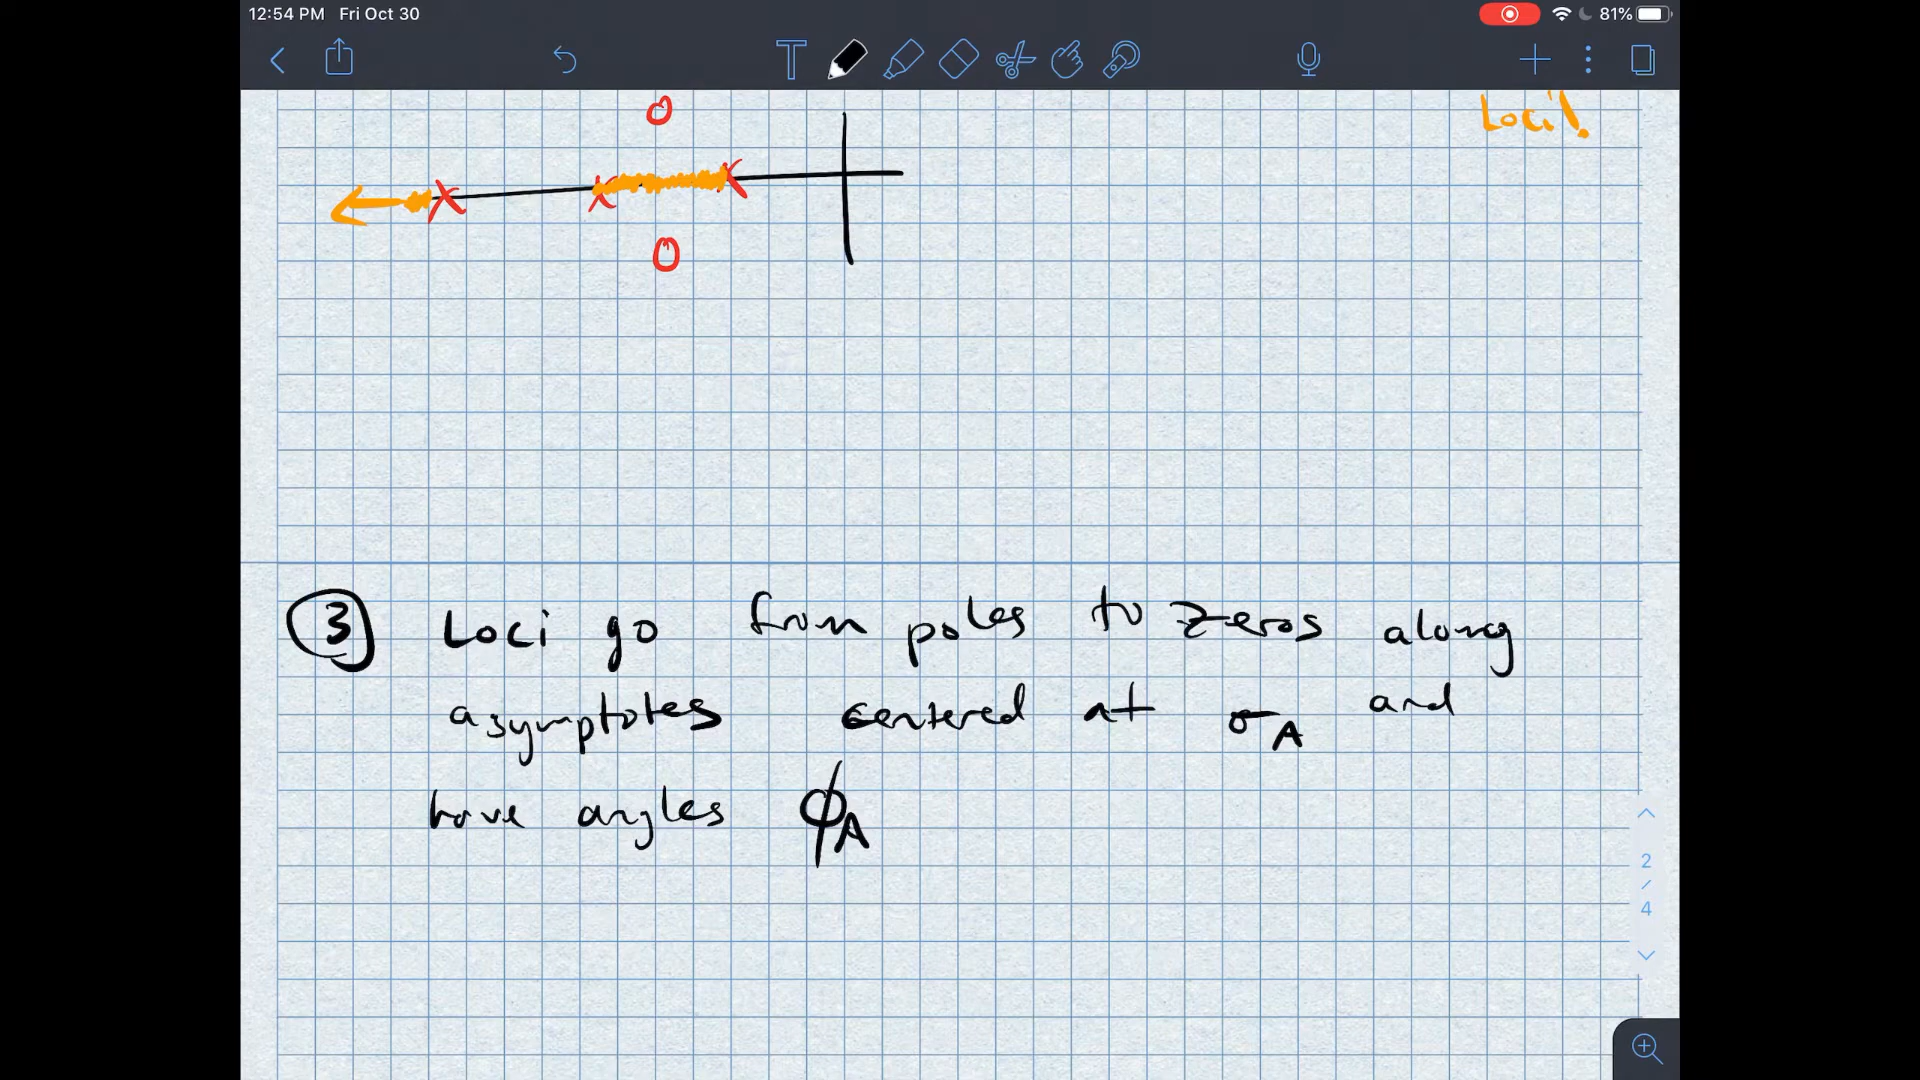 12:54 PM Fri Oct 30
81%
Loci!
③ Loci go from poles to zeros along
asymptotes centered at σA and
have angles ϕA
2
/
4